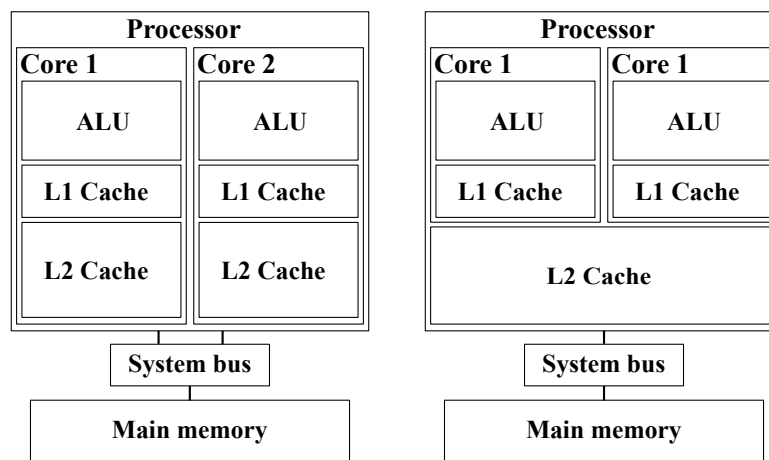 Processor
Core 1
Core 2
ALU
ALU
L1 Cache
L1 Cache
L2 Cache
L2 Cache
System bus
Main memory
Processor
Core 1
Core 1
ALU
ALU
L1 Cache
L1 Cache
L2 Cache
System bus
Main memory